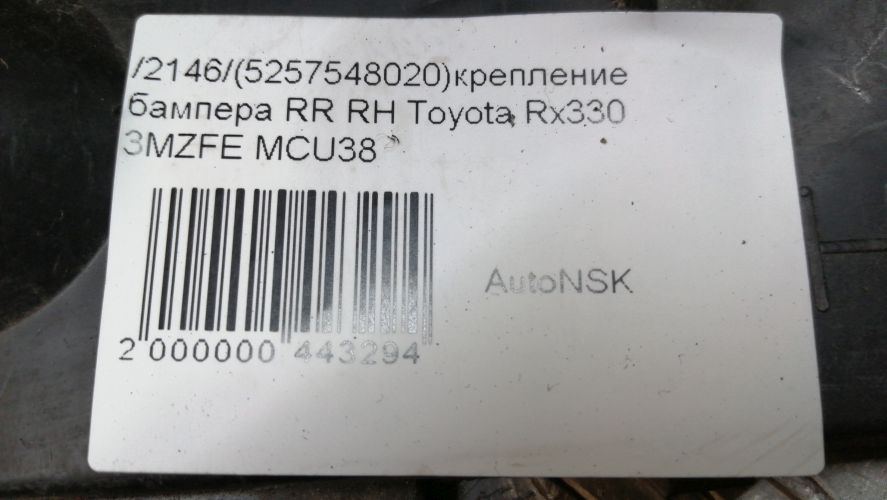 /2146/(5257548020)крепление
бампера RR RH Toyota Rx330
3MZFE MCU38
AutoNSK
2 000000 443294